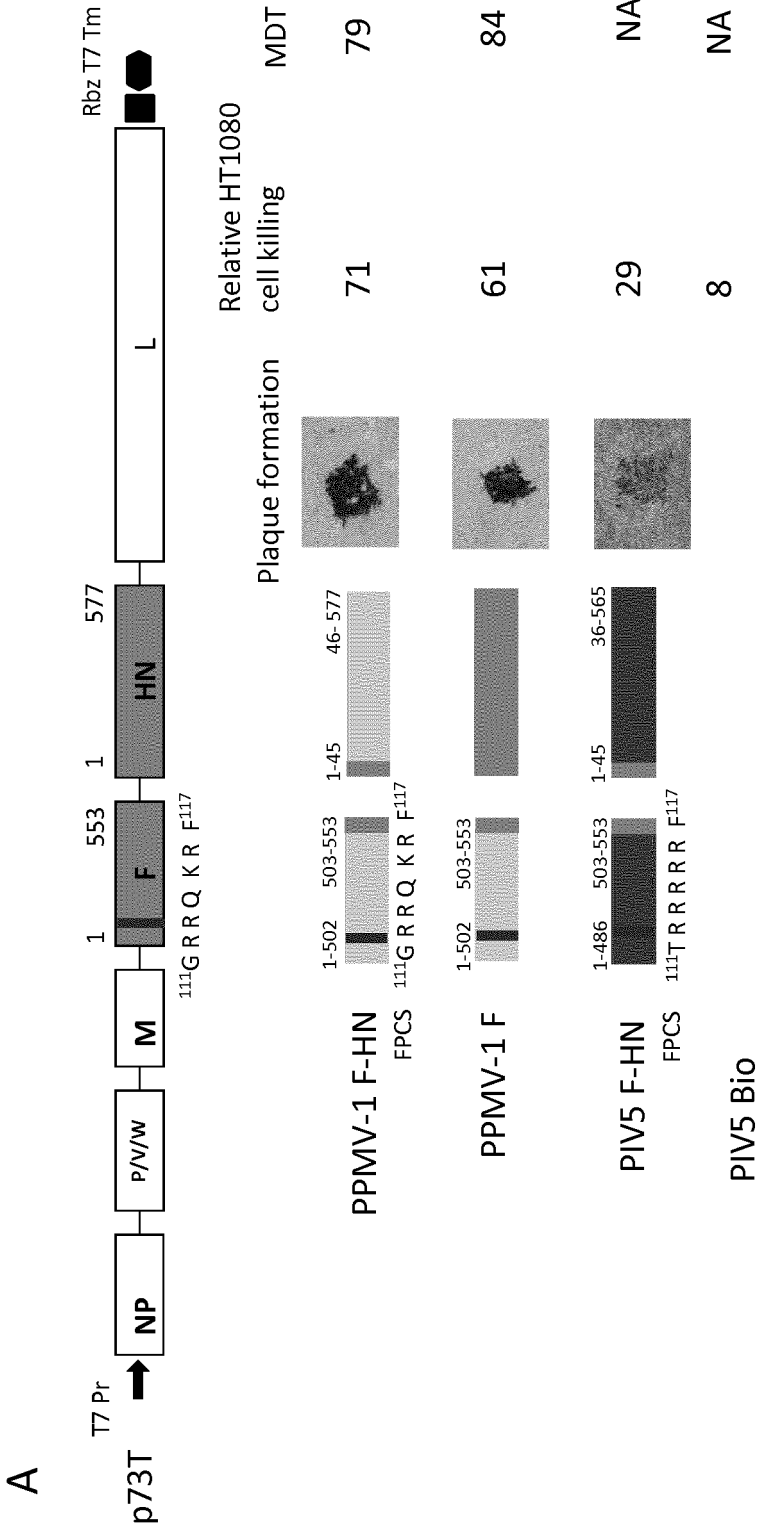 A
T7 Pr
Rbz T7 Tm
1 553 1 577
p73T NP P/V/W M F HN L
¹¹¹G R R Q K R F¹¹⁷
Plaque formation
Relative HT1080
cell killing
MDT
1-502 503-553 1-45 46- 577
PPMV-1 F-HN 71 79
FPCS ¹¹¹G R R Q K R F¹¹⁷
1-502 503-553
PPMV-1 F 61 84
1-486 503-553 1-45 36-565
PIV5 F-HN 29 NA
FPCS ¹¹¹T R R R R R F¹¹⁷
PIV5 Bio 8 NA